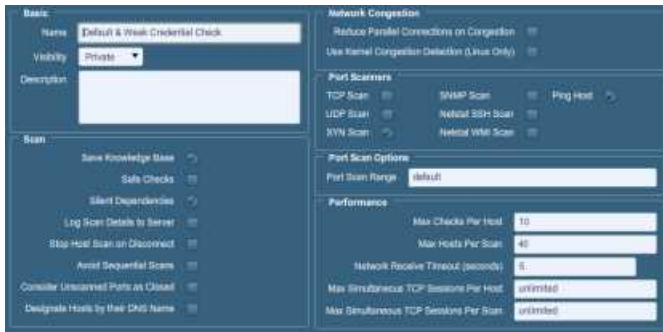 Basic
Name Default & Weak Credential Check
Visibility Private
Description
Scan
Save Knowledge Base
Safe Checks
Silent Dependencies
Log Scan Details to Server
Stop Host Scan on Disconnect
Avoid Sequential Scans
Consider Unscanned Ports as Closed
Designate Hosts by their DNS Name
Network Congestion
Reduce Parallel Connections on Congestion
Use Kernel Congestion Detection (Linux Only)
Port Scanners
TCP Scan SNMP Scan Ping Host
UDP Scan Netstat SSH Scan
SYN Scan Netstat WMI Scan
Port Scan Options
Port Scan Range default
Performance
Max Checks Per Host 10
Max Hosts Per Scan 40
Network Receive Timeout (seconds) 5
Max Simultaneous TCP Sessions Per Host unlimited
Max Simultaneous TCP Sessions Per Scan unlimited